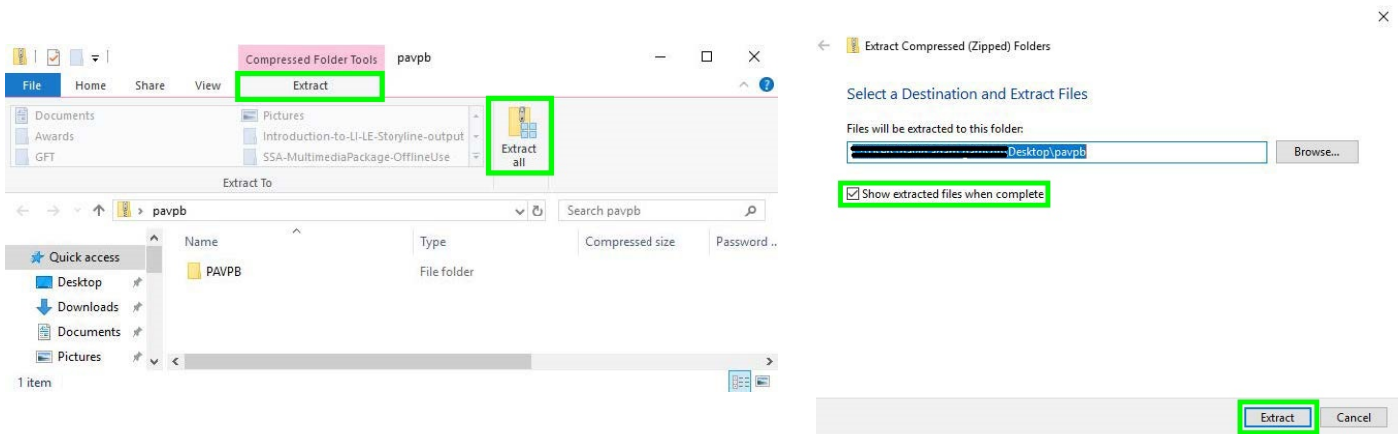 Compressed Folder Tools pavpb
File Home Share View Extract
Documents Pictures
Awards Introduction-to-LI-LE-Storyline-output
GFT SSA-MultimediaPackage-OfflineUse
Extract
all
Extract To
pavpb Search pavpb
Name Type Compressed size Password ..
Quick access
PAVPB File folder
Desktop
Downloads
Documents
Pictures
1 item
Extract Compressed (Zipped) Folders
Select a Destination and Extract Files
Files will be extracted to this folder:
Desktop\pavpb Browse...
Show extracted files when complete
Extract Cancel